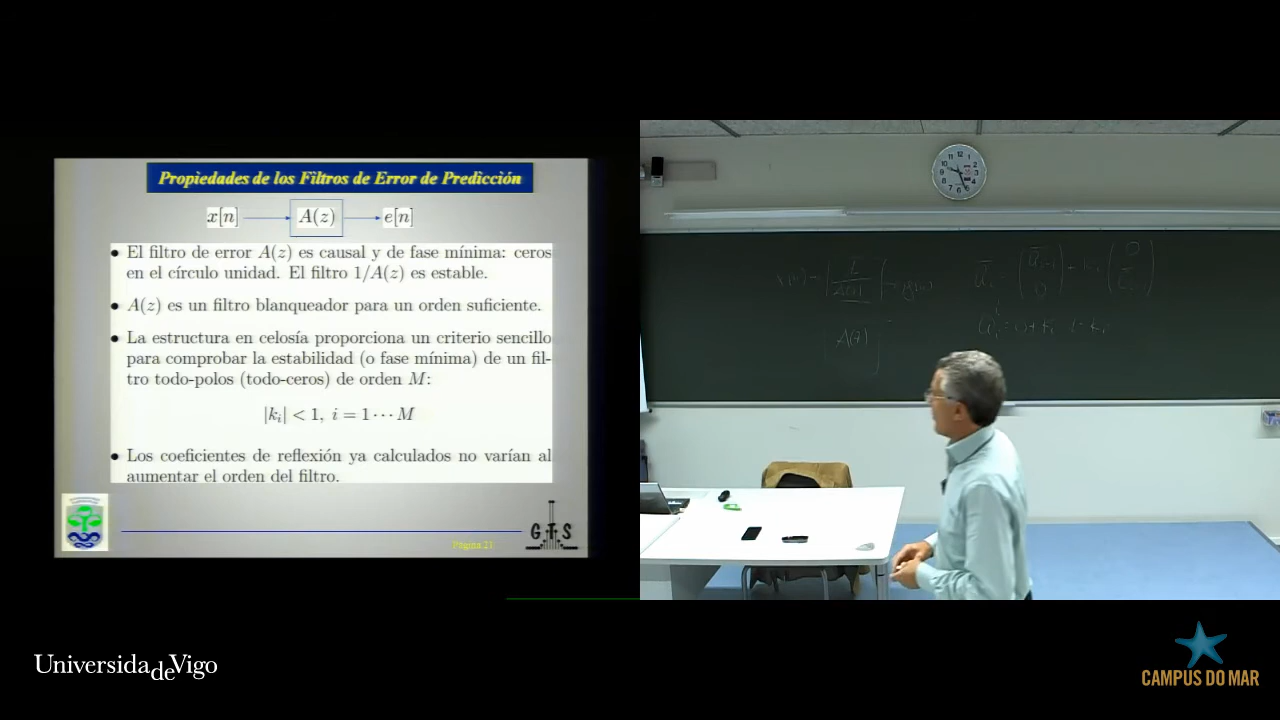 Propiedades de los Filtros de Error de Predicción
x[n] A(z) e[n]
• El filtro de error A(z) es causal y de fase mínima: ceros
en el círculo unidad. El filtro 1/A(z) es estable.
• A(z) es un filtro blanqueador para un orden suficiente.
• La estructura en celosía proporciona un criterio sencillo
para comprobar la estabilidad (o fase mínima) de un fil-
tro todo-polos (todo-ceros) de orden M:
|k_i| < 1, i = 1 ··· M
• Los coeficientes de reflexión ya calculados no varían al
aumentar el orden del filtro.
GTS
Página 21
A(z)
Universidade de Vigo
CAMPUS DO MAR